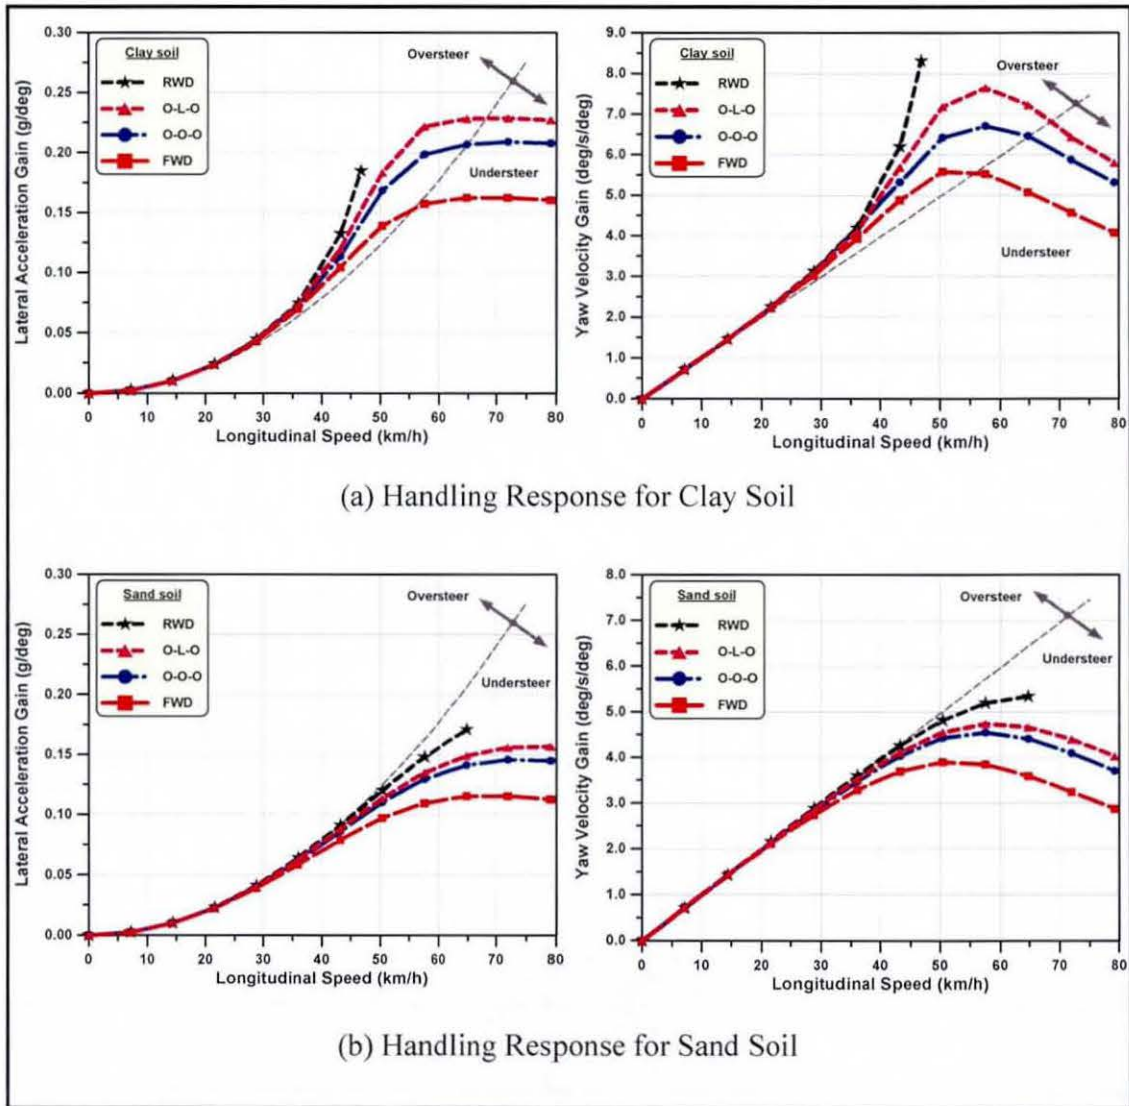 0.30
0.25
0.20
0.15
0.10
0.05
0.00
Lateral Acceleration Gain (g/deg)
Clay soil
RWD
O-L-O
O-O-O
FWD
Oversteer
Understeer
0 10 20 30 40 50 60 70 80
Longitudinal Speed (km/h)
9.0
8.0
7.0
6.0
5.0
4.0
3.0
2.0
1.0
0.0
Yaw Velocity Gain (deg/s/deg)
Clay soil
RWD
O-L-O
O-O-O
FWD
Oversteer
Understeer
0 10 20 30 40 50 60 70 80
Longitudinal Speed (km/h)
(a) Handling Response for Clay Soil
0.30
0.25
0.20
0.15
0.10
0.05
0.00
Lateral Acceleration Gain (g/deg)
Sand soil
RWD
O-L-O
O-O-O
FWD
Oversteer
Understeer
0 10 20 30 40 50 60 70 80
Longitudinal Speed (km/h)
8.0
7.0
6.0
5.0
4.0
3.0
2.0
1.0
0.0
Yaw Velocity Gain (deg/s/deg)
Sand soil
RWD
O-L-O
O-O-O
FWD
Oversteer
Understeer
0 10 20 30 40 50 60 70 80
Longitudinal Speed (km/h)
(b) Handling Response for Sand Soil